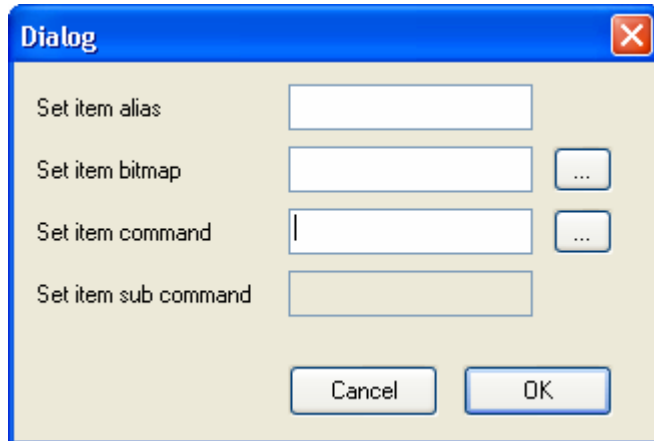 Dialog
Set item alias
Set item bitmap ...
Set item command ...
Set item sub command
Cancel OK